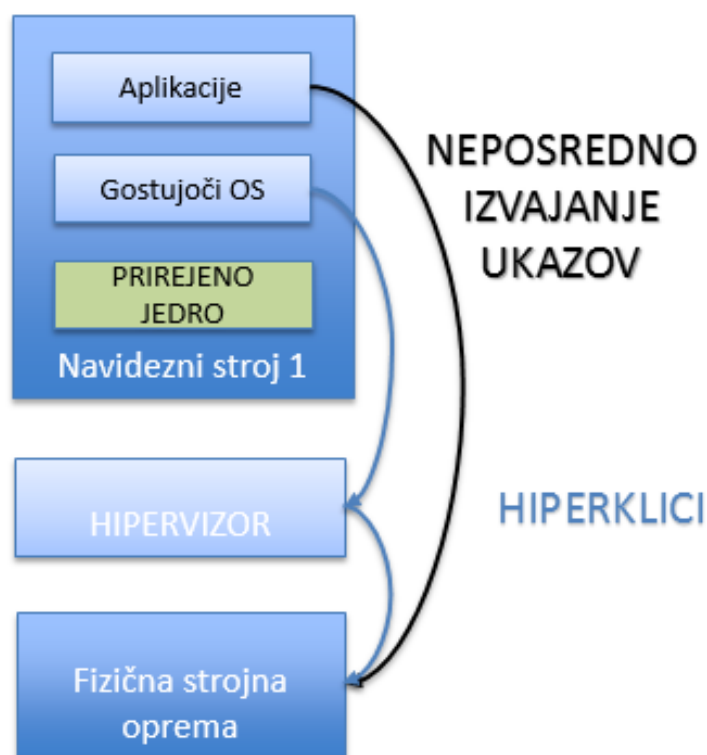 Aplikacije
Gostujoči OS
PRIREJENO
JEDRO
Navidezni stroj 1
NEPOSREDNO
IZVAJANJE
UKAZOV
HIPERVIZOR
HIPERKLICI
Fizična strojna
oprema